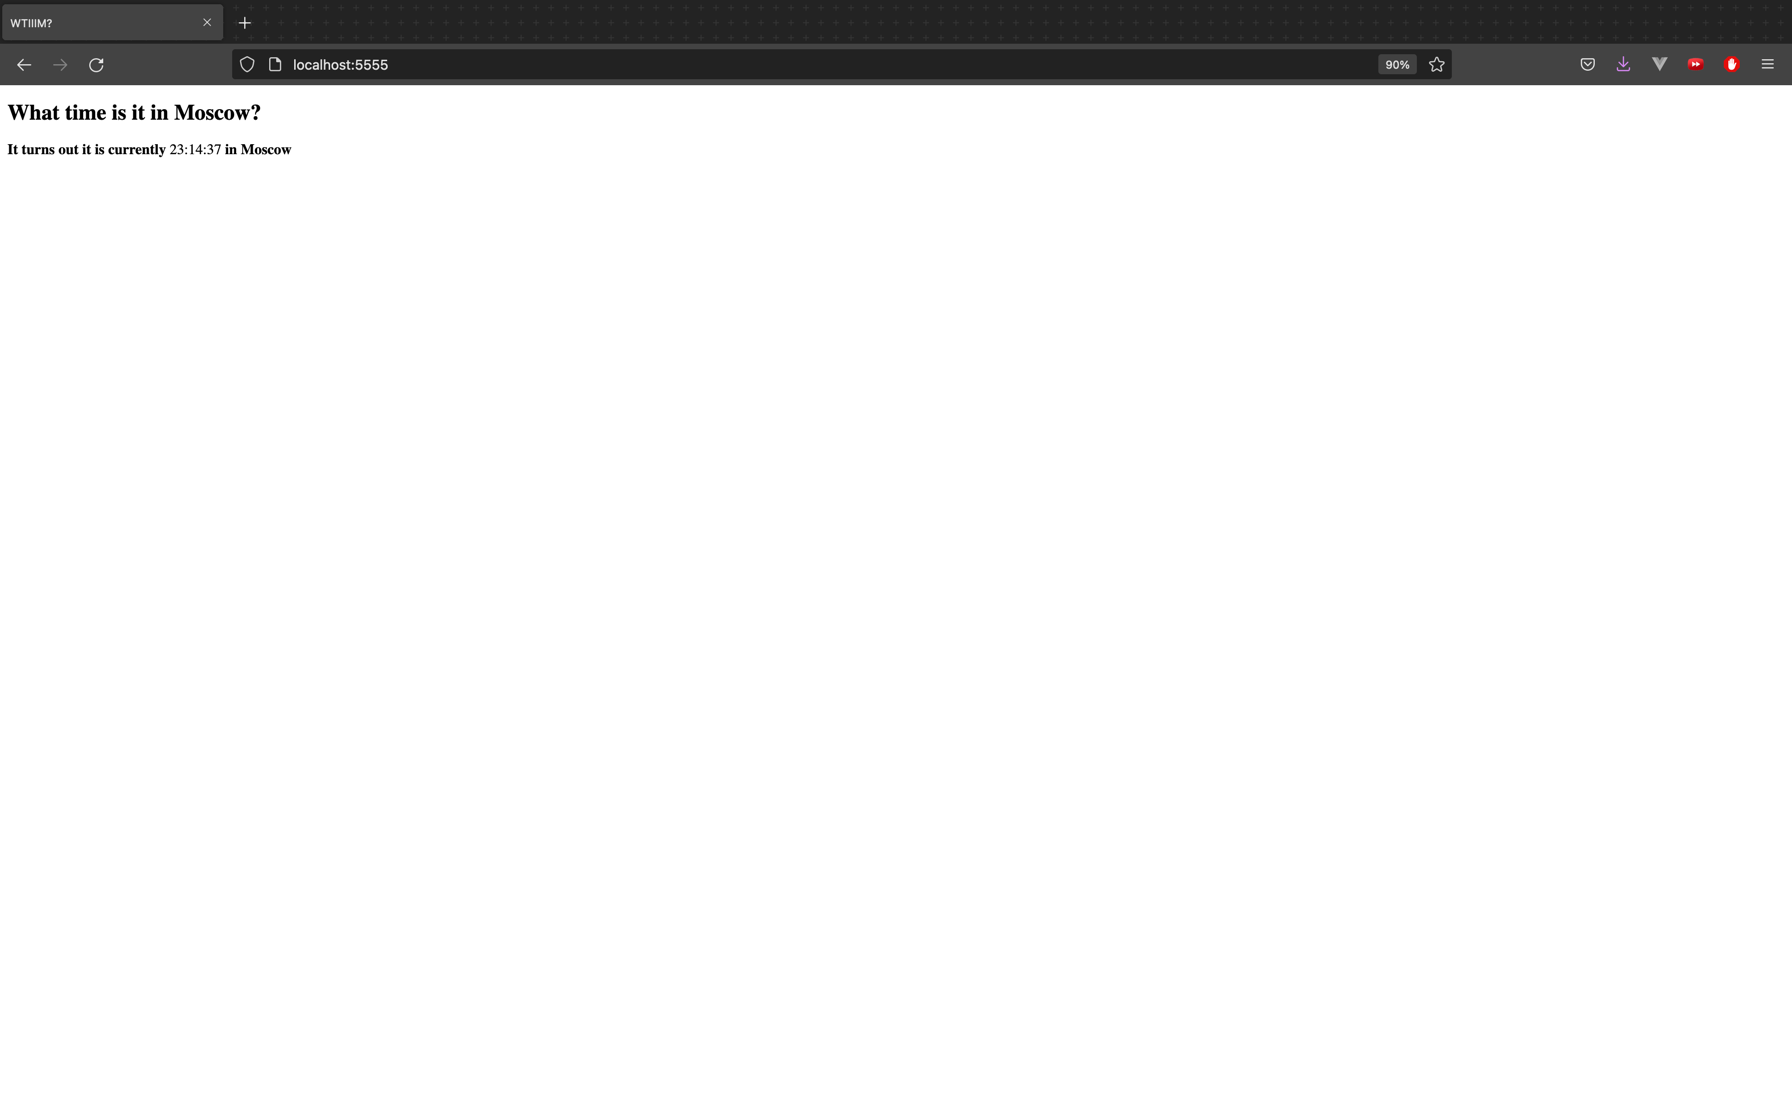 WTIIIM?
localhost:5555
90%
What time is it in Moscow?
It turns out it is currently 23:14:37 in Moscow